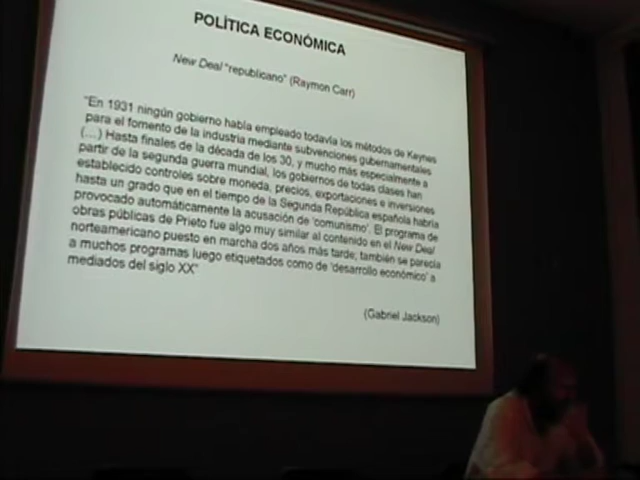 POLÍTICA ECONÓMICA
New Deal "republicano" (Raymon Carr)
"En 1931 ningún gobierno había empleado todavía los métodos de Keynes
para el fomento de la industria mediante subvenciones gubernamentales
(…) Hasta finales de la década de los 30, y mucho más especialmente a
partir de la segunda guerra mundial, los gobiernos de todas clases han
establecido controles sobre moneda, precios, exportaciones e inversiones
hasta un grado que en el tiempo de la Segunda República española habría
provocado automáticamente la acusación de 'comunismo'. El programa de
obras públicas de Prieto fue algo muy similar al contenido en el New Deal
norteamericano puesto en marcha dos años más tarde; también se parecía
a muchos programas luego etiquetados como de 'desarrollo económico' a
mediados del siglo XX"
(Gabriel Jackson)